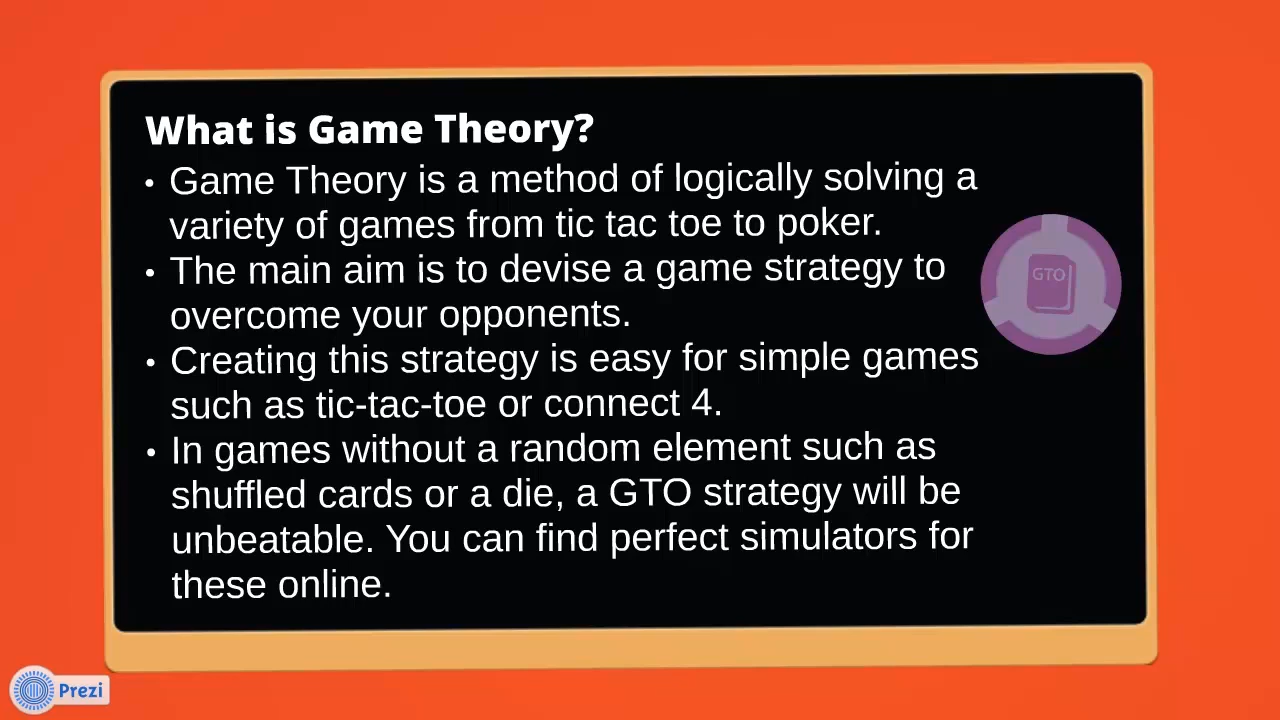 What is Game Theory?
• Game Theory is a method of logically solving a
variety of games from tic tac toe to poker.
• The main aim is to devise a game strategy to
overcome your opponents.
• Creating this strategy is easy for simple games
such as tic-tac-toe or connect 4.
• In games without a random element such as
shuffled cards or a die, a GTO strategy will be
unbeatable. You can find perfect simulators for
these online.
GTO
Prezi